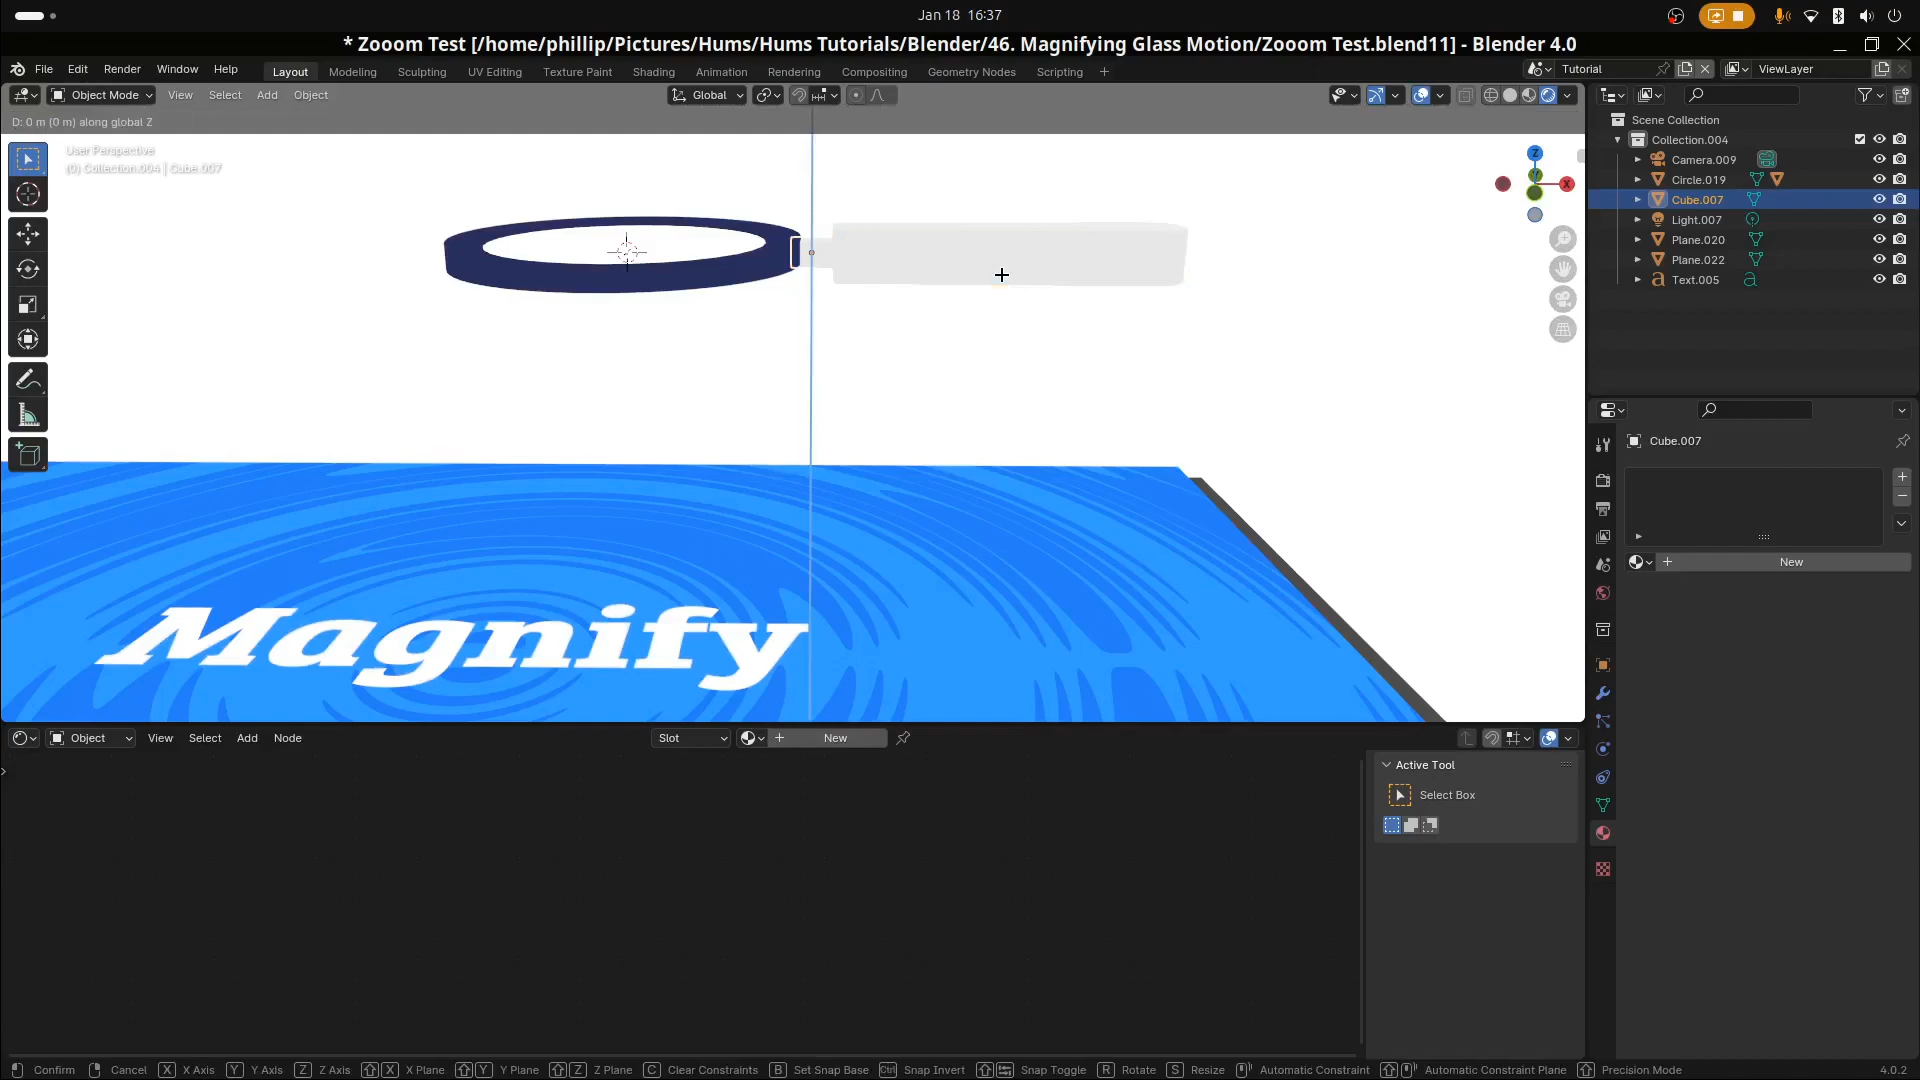 Jan 18 16:37
* Zooom Test [/home/phillip/Pictures/Hums/Hums Tutorials/Blender/46. Magnifying Glass Motion/Zooom Test.blend11] - Blender 4.0
File Edit Render Window Help Layout Modeling Sculpting UV Editing Texture Paint Shading Animation Rendering Compositing Geometry Nodes Scripting + Tutorial ViewLayer
Object Mode View Select Add Object Global
D: 0 m (0 m) along global Z
User Perspective
(0) Collection.004 | Cube.007
Z
Y
X
Scene Collection
Collection.004
Camera.009
Circle.019
Cube.007
Light.007
Plane.020
Plane.022
Text.005
Cube.007
New
Magnify
Object View Select Add Node Slot New
Active Tool
Select Box
Confirm Cancel X X Axis Y Y Axis Z Z Axis X X Plane Y Y Plane Z Z Plane C Clear Constraints B Set Snap Base Ctrl Snap Invert Snap Toggle R Rotate S Resize Automatic Constraint Automatic Constraint Plane Precision Mode 4.0.2